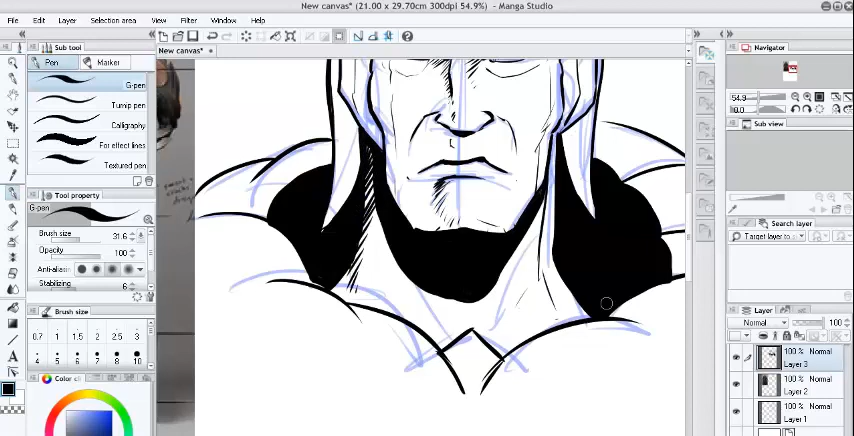 New canvas* (21.00 x 29.70cm 300dpi 54.9%) - Manga Studio
File Edit Layer Selection area View Filter Window Help
Sub tool
Pen Marker
G-pen
Turnip pen
Calligraphy
For effect lines
Textured pen
Tool property
G-pen
Brush size 31.6
Opacity 100
Anti-alias
Stabilizing 6
Brush size
0.7 1 1.5 2 2.5 3
4 5 6 7 8 10
Color ci
New canvas*
Navigator
54.9
0.0
Sub view
Search layer
Target layer to
Layer
Normal 100
100 % Normal
Layer 3
100 % Normal
Layer 2
100 % Normal
Layer 1